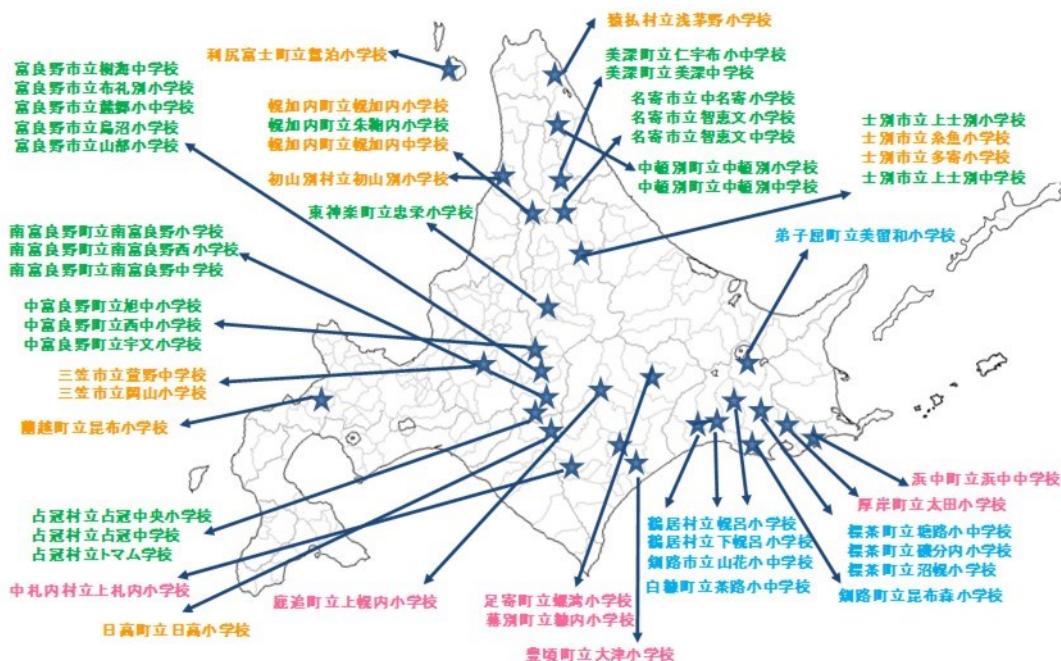 猿払村立浅茅野小学校
利尻富士町立鴛泊小学校
富良野市立樹海中学校
富良野市立布礼別小学校
富良野市立麓郷小中学校
富良野市立鳥沼小学校
富良野市立山部小学校
美深町立仁宇布小中学校
美深町立美深中学校
幌加内町立幌加内小学校
幌加内町立朱鞠内小学校
幌加内町立幌加内中学校
名寄市立中名寄小学校
名寄市立智恵文小学校
名寄市立智恵文中学校
士別市立上士別小学校
士別市立糸魚小学校
士別市立多寄小学校
士別市立上士別中学校
中頓別町立中頓別小学校
中頓別町立中頓別中学校
初山別村立初山別小学校
東神楽町立忠栄小学校
南富良野町立南富良野小学校
南富良野町立南富良野西小学校
南富良野町立南富良野中学校
弟子屈町立美留和小学校
中富良野町立旭中小学校
中富良野町立西中小学校
中富良野町立宇文小学校
三笠市立萱野中学校
三笠市立岡山小学校
蘭越町立昆布小学校
浜中町立浜中中学校
厚岸町立太田小学校
占冠村立占冠中央小学校
占冠村立占冠中学校
占冠村立トマム学校
鶴居村立幌呂小学校
鶴居村立下幌呂小学校
釧路市立山花小中学校
白糠町立茶路小中学校
標茶町立塘路小中学校
標茶町立磯分内小学校
標茶町立沼幌小学校
釧路町立昆布森小学校
中札内村立上札内小学校
鹿追町立上幌内小学校
足寄町立螺湾小学校
幕別町立糠内小学校
日高町立日高小学校
豊頃町立大津小学校